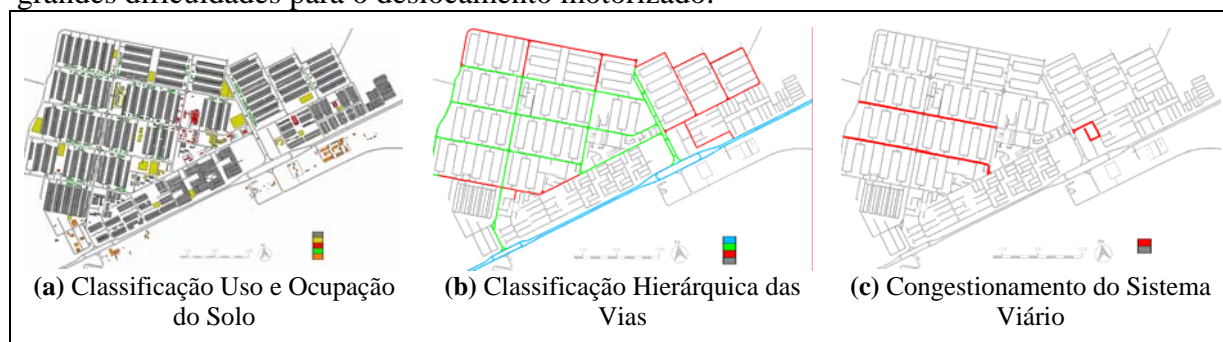 grandes dificuldades para o deslocamento motorizado.
(a) Classificação Uso e Ocupação
do Solo
(b) Classificação Hierárquica das
Vias
(c) Congestionamento do Sistema
Viário